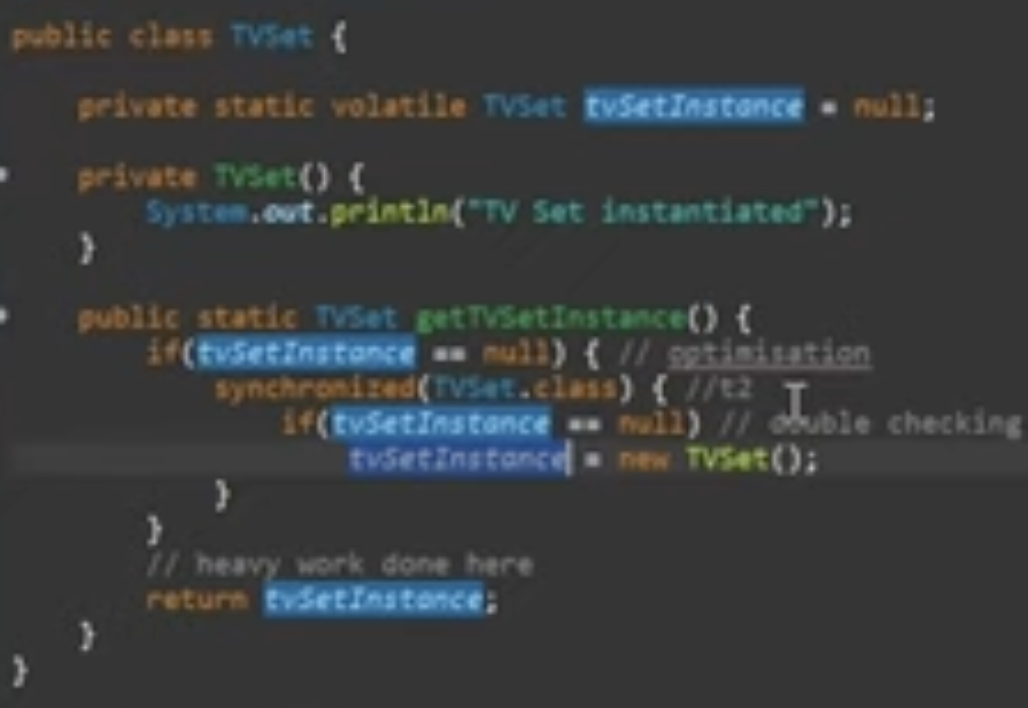 public class TVSet {
private static volatile TVSet tvSetInstance = null;
private TVSet() {
System.out.println("TV Set instantiated");
}
public static TVSet getTVSetInstance() {
if(tvSetInstance == null) { // optimisation
synchronized(TVSet.class) { //t2
if(tvSetInstance == null) // double checking
tvSetInstance = new TVSet();
}
}
// heavy work done here
return tvSetInstance;
}
}